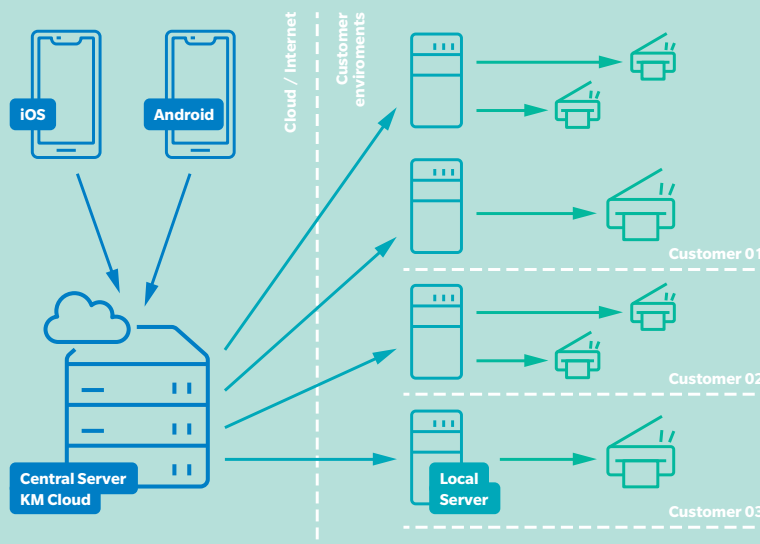 iOS
Android
Cloud / Internet
Customer
enviroments
Customer 01
Customer 02
Central Server
KM Cloud
Local
Server
Customer 03